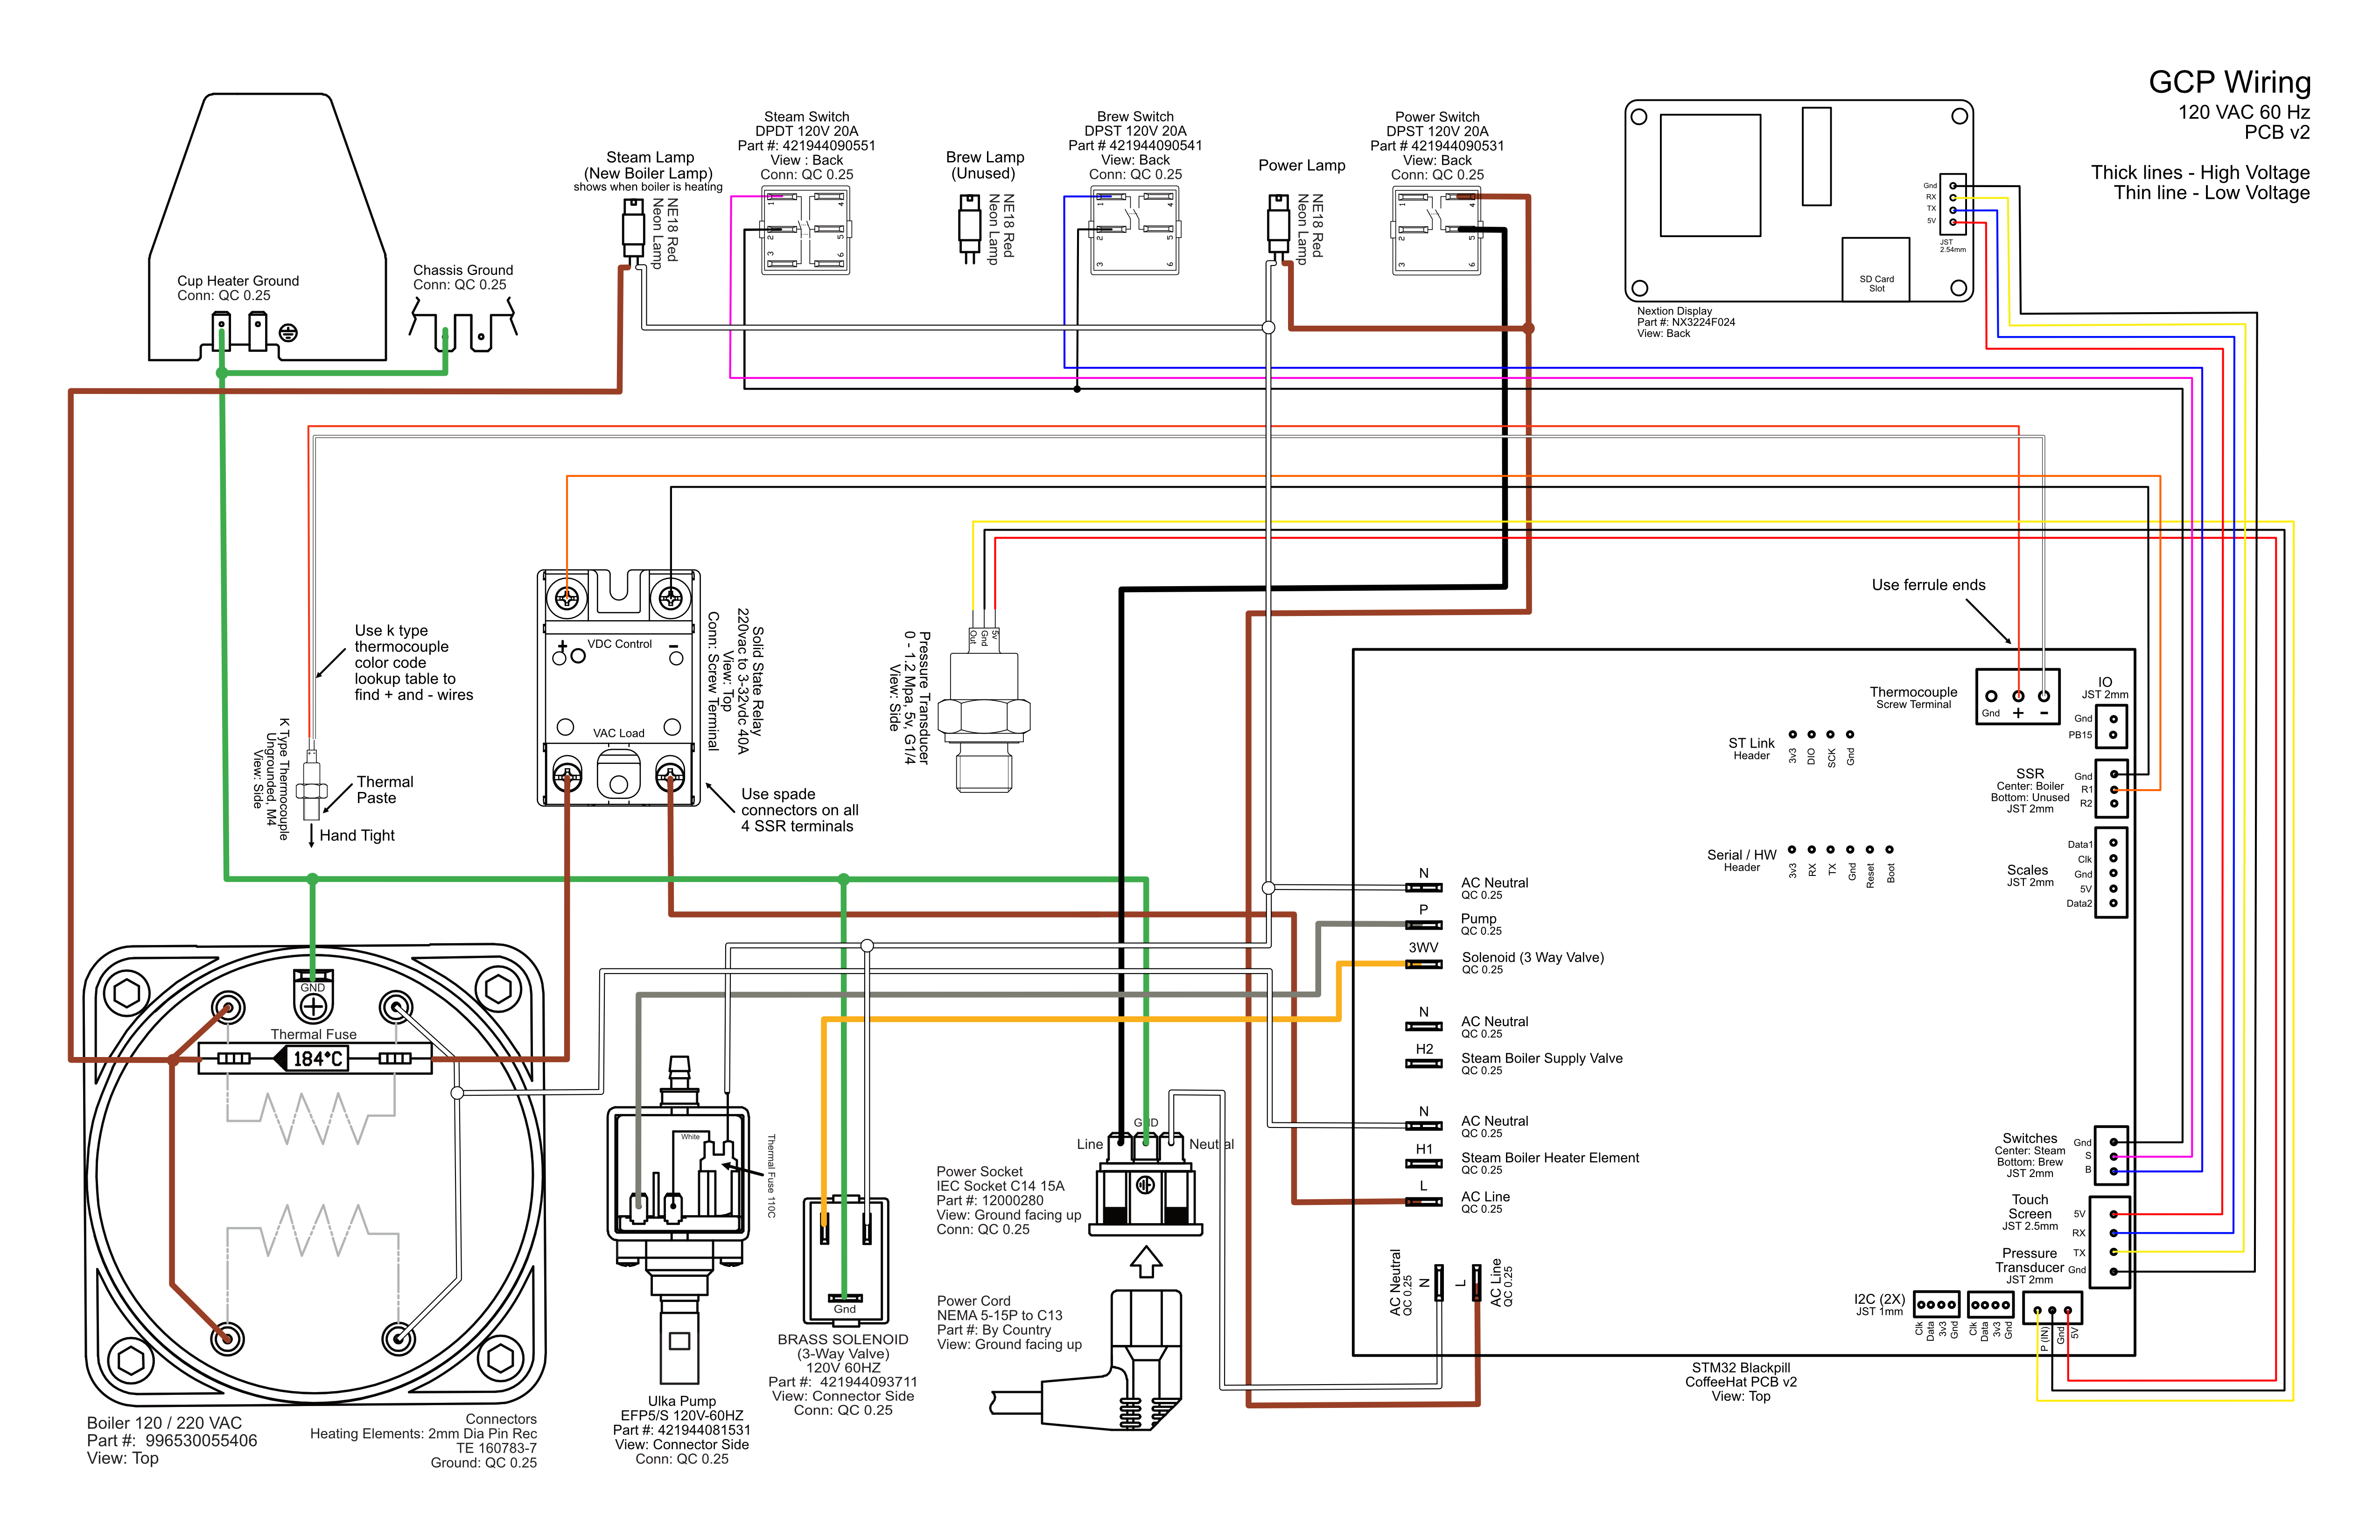 GCP Wiring
120 VAC 60 Hz
PCB v2
Thick lines - High Voltage
Thin line - Low Voltage
Cup Heater Ground
Conn: QC 0.25
Chassis Ground
Conn: QC 0.25
Steam Lamp
(New Boiler Lamp)
shows when boiler is heating
NE18 Red
Neon Lamp
Steam Switch
DPDT 120V 20A
Part #: 421944090551
View : Back
Conn: QC 0.25
1
2
3
4
5
6
Brew Lamp
(Unused)
NE18 Red
Neon Lamp
Brew Switch
DPST 120V 20A
Part # 421944090541
View: Back
Conn: QC 0.25
1
2
3
4
5
6
Power Lamp
NE18 Red
Neon Lamp
Power Switch
DPST 120V 20A
Part # 421944090531
View: Back
Conn: QC 0.25
1
2
3
4
5
6
Gnd
RX
TX
5V
JST
2.54mm
SD Card
Slot
Nextion Display
Part #: NX3224F024
View: Back
Use k type
thermocouple
color code
lookup table to
find + and - wires
K Type Thermocouple
Ungrounded, M4
View: Side
Thermal
Paste
Hand Tight
+
VDC Control
-
VAC Load
Solid State Relay
220vac to 3-32vdc 40A
View: Top
Conn: Screw Terminal
Use spade
connectors on all
4 SSR terminals
Out
Gnd
5v
Pressure Transducer
0 - 1.2 Mpa, 5v, G1/4
View: Side
Use ferrule ends
Thermocouple
Screw Terminal
Gnd
+
-
IO
JST 2mm
Gnd
PB15
ST Link
Header
3v3
DIO
SCK
Gnd
SSR
Center: Boiler
Bottom: Unused
JST 2mm
Gnd
R1
R2
Serial / HW
Header
3v3
RX
TX
Gnd
Reset
Boot
Scales
JST 2mm
Data1
Clk
Gnd
5V
Data2
N
AC Neutral
QC 0.25
P
Pump
QC 0.25
3WV
Solenoid (3 Way Valve)
QC 0.25
N
AC Neutral
QC 0.25
H2
Steam Boiler Supply Valve
QC 0.25
N
AC Neutral
QC 0.25
H1
Steam Boiler Heater Element
QC 0.25
L
AC Line
QC 0.25
AC Neutral
QC 0.25
N
L
AC Line
QC 0.25
Switches
Center: Steam
Bottom: Brew
JST 2mm
Gnd
S
B
Touch
Screen
JST 2.5mm
5V
RX
TX
Gnd
Pressure
Transducer
JST 2mm
I2C (2X)
JST 1mm
Clk
Data
3v3
Gnd
Clk
Data
3v3
Gnd
P (IN)
Gnd
5V
STM32 Blackpill
CoffeeHat PCB v2
View: Top
GND
Thermal Fuse
184°C
Boiler 120 / 220 VAC
Part #: 996530055406
View: Top
Connectors
Heating Elements: 2mm Dia Pin Rec
TE 160783-7
Ground: QC 0.25
White
Thermal Fuse 110C
Ulka Pump
EFP5/S 120V-60HZ
Part #: 421944081531
View: Connector Side
Conn: QC 0.25
Gnd
BRASS SOLENOID
(3-Way Valve)
120V 60HZ
Part #: 421944093711
View: Connector Side
Conn: QC 0.25
GND
Line
Neutral
Power Socket
IEC Socket C14 15A
Part #: 12000280
View: Ground facing up
Conn: QC 0.25
Power Cord
NEMA 5-15P to C13
Part #: By Country
View: Ground facing up